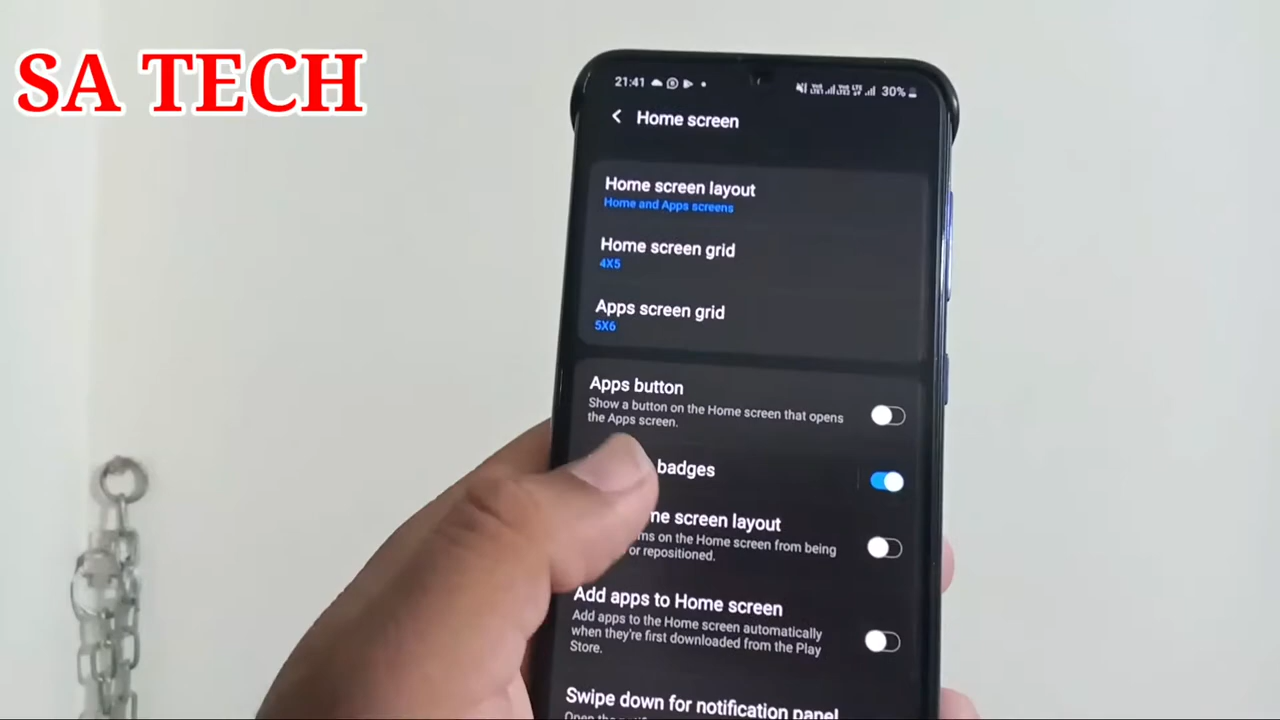 SA TECH
21:41
30%
Home screen
Home screen layout
Home and Apps screens
Home screen grid
4X5
Apps screen grid
5X6
Apps button
Show a button on the Home screen that opens
the Apps screen.
badges
me screen layout
ms on the Home screen from being
or repositioned.
Add apps to Home screen
Add apps to the Home screen automatically
when they're first downloaded from the Play
Store.
Swipe down for notification panel